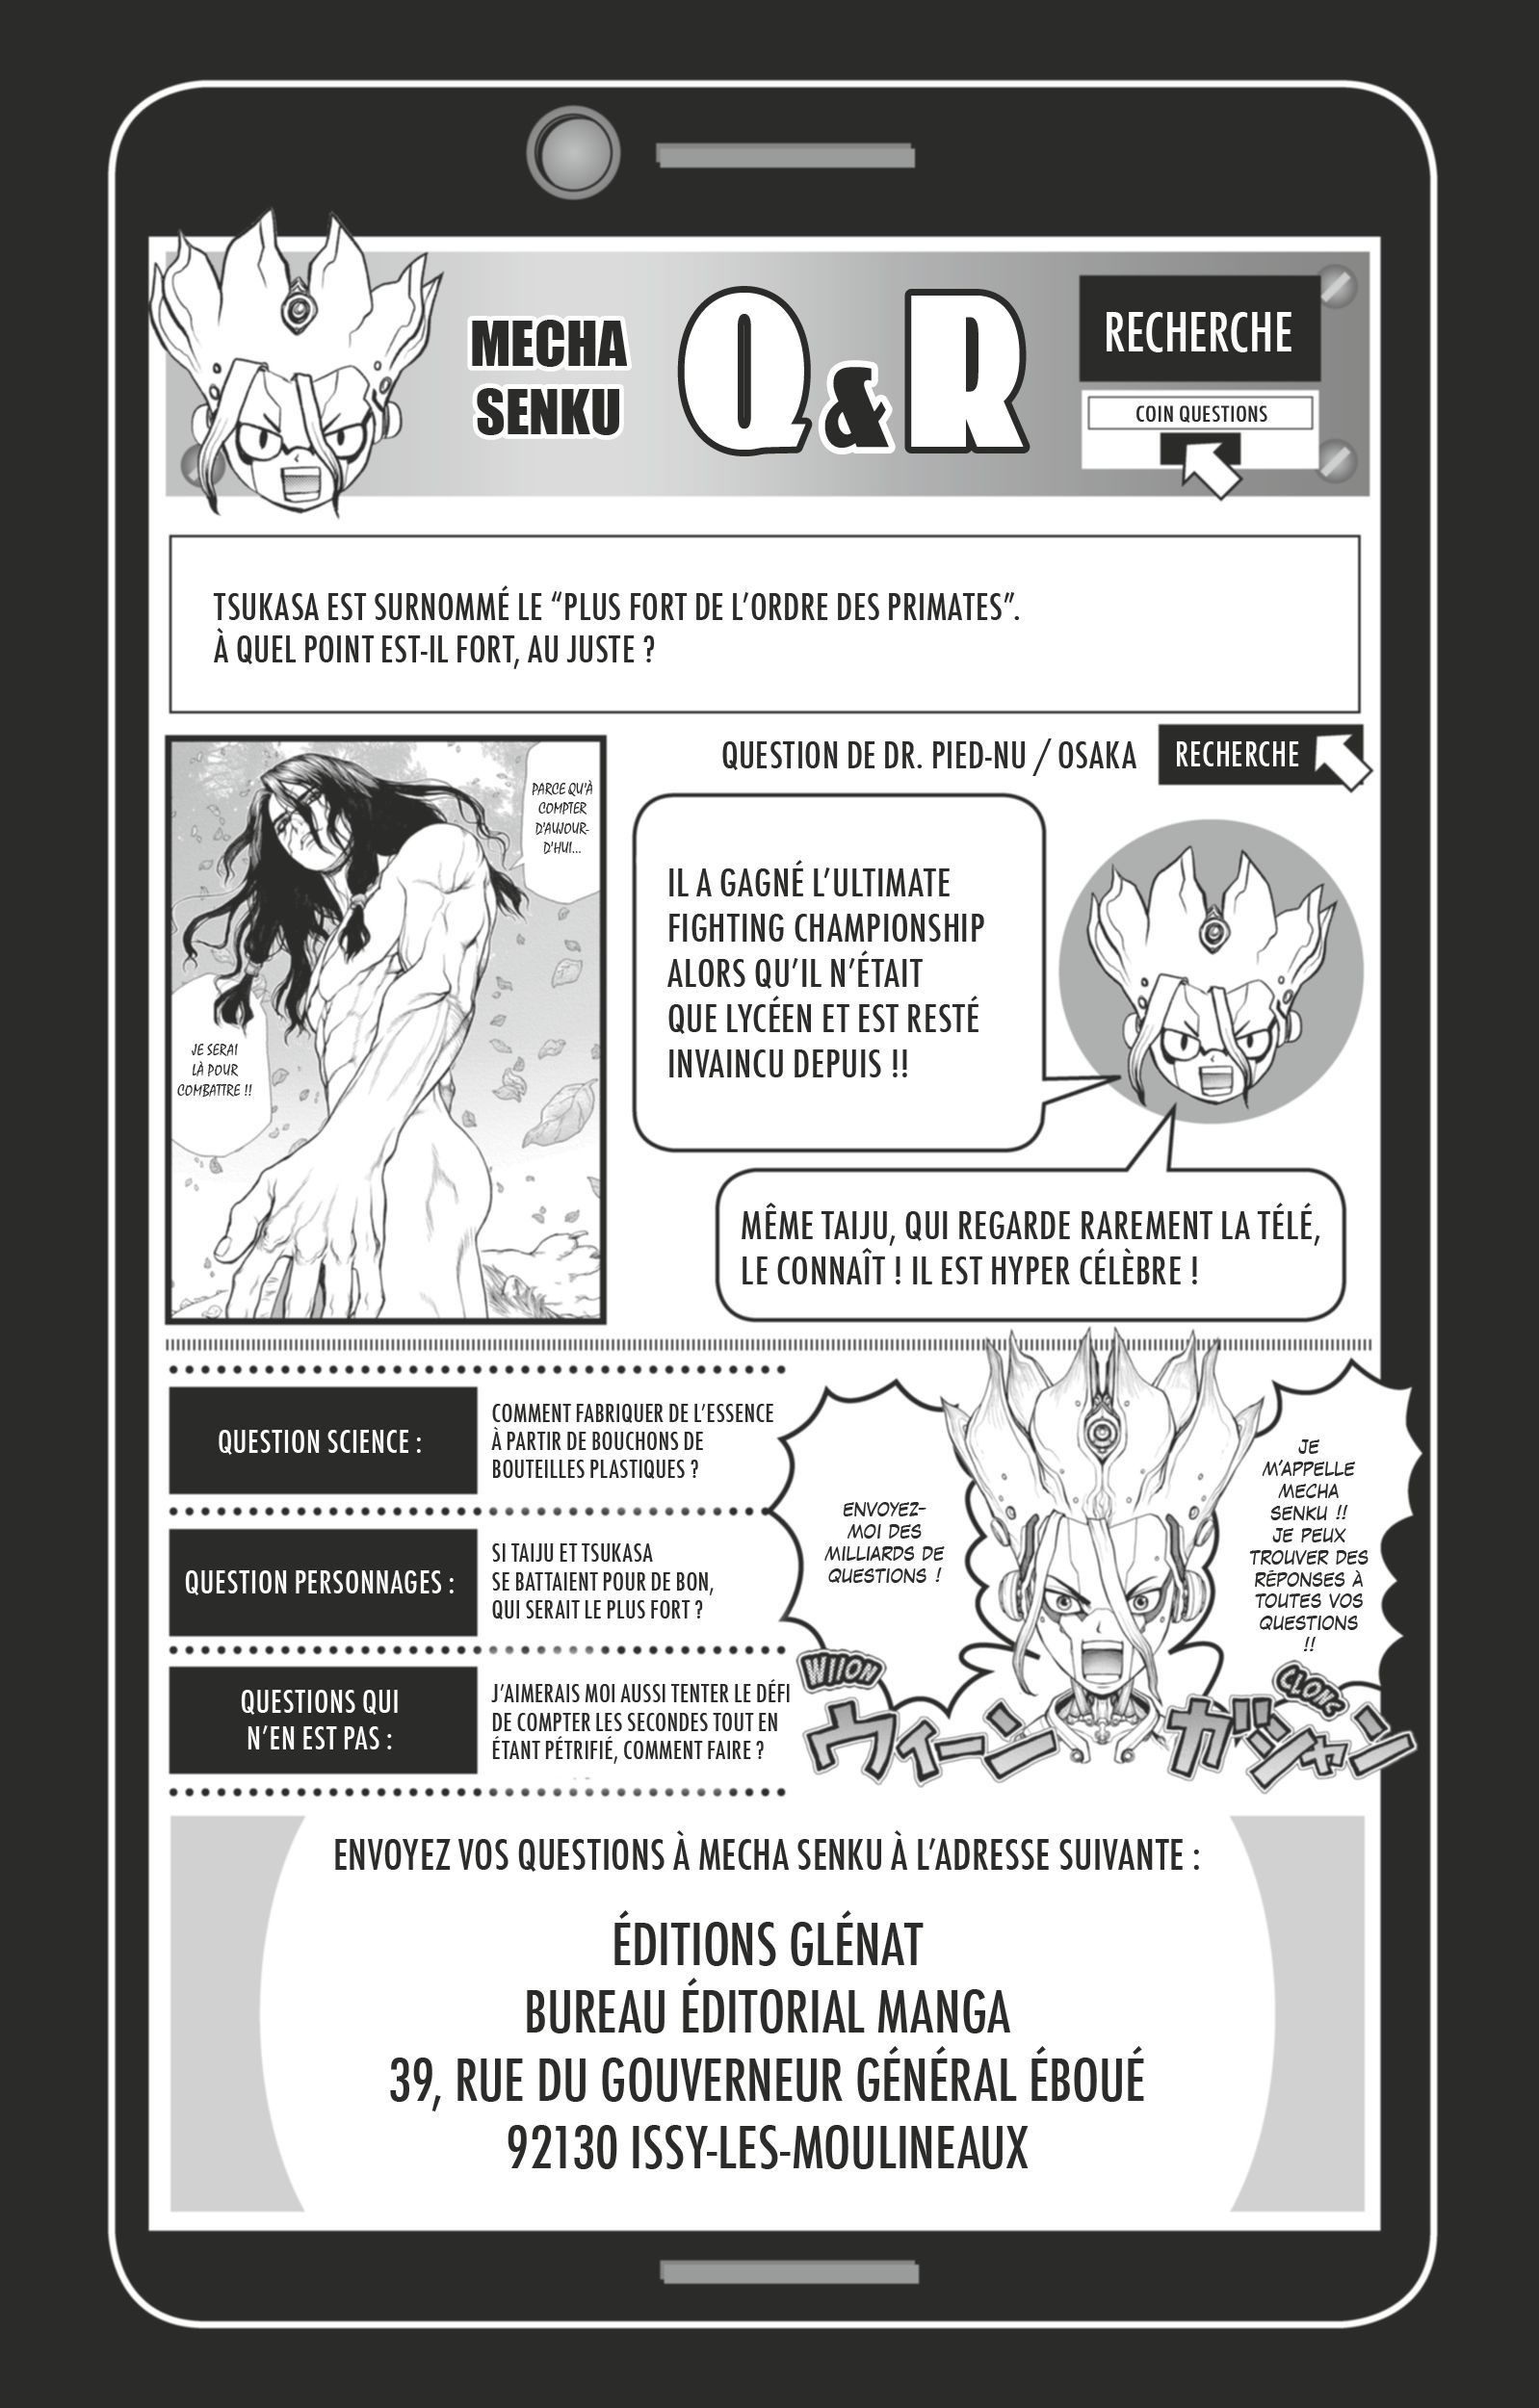 MECHA
SENKU
Q & R
RECHERCHE
COIN QUESTIONS
TSUKASA EST SURNOMMÉ LE “PLUS FORT DE L’ORDRE DES PRIMATES”.
À QUEL POINT EST-IL FORT, AU JUSTE ?
QUESTION DE DR. PIED-NU / OSAKA
RECHERCHE
PARCE QU'À
COMPTER
D'AUJOUR-
D'HUI...
JE SERAI
LÀ POUR
COMBATTRE !!
IL A GAGNÉ L’ULTIMATE
FIGHTING CHAMPIONSHIP
ALORS QU’IL N’ÉTAIT
QUE LYCÉEN ET EST RESTÉ
INVAINCU DEPUIS !!
MÊME TAIJU, QUI REGARDE RAREMENT LA TÉLÉ,
LE CONNAÎT ! IL EST HYPER CÉLÈBRE !
QUESTION SCIENCE :
COMMENT FABRIQUER DE L’ESSENCE
À PARTIR DE BOUCHONS DE
BOUTEILLES PLASTIQUES ?
QUESTION PERSONNAGES :
SI TAIJU ET TSUKASA
SE BATTAIENT POUR DE BON,
QUI SERAIT LE PLUS FORT ?
QUESTIONS QUI
N’EN EST PAS :
J’AIMERAIS MOI AUSSI TENTER LE DÉFI
DE COMPTER LES SECONDES TOUT EN
ÉTANT PÉTRIFIÉ, COMMENT FAIRE ?
ENVOYEZ-
MOI DES
MILLIARDS DE
QUESTIONS !
JE
M'APPELLE
MECHA
SENKU !!
JE PEUX
TROUVER DES
RÉPONSES À
TOUTES VOS
QUESTIONS
!!
WIION
ウィーン
CLONG
ガシャン
ENVOYEZ VOS QUESTIONS À MECHA SENKU À L’ADRESSE SUIVANTE :
ÉDITIONS GLÉNAT
BUREAU ÉDITORIAL MANGA
39, RUE DU GOUVERNEUR GÉNÉRAL ÉBOUÉ
92130 ISSY-LES-MOULINEAUX